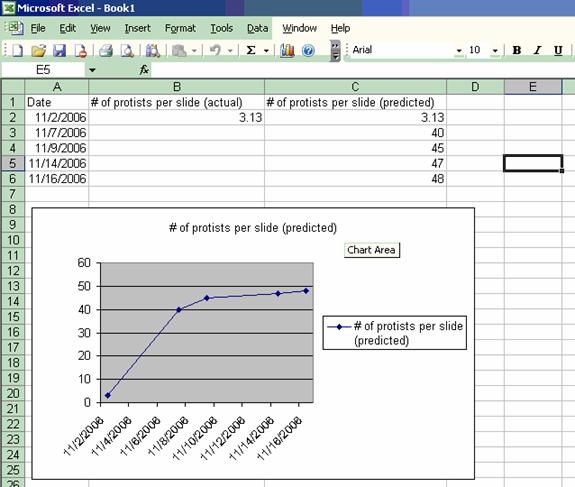 Microsoft Excel - Book1
File Edit View Insert Format Tools Data Window Help
Σ Arial 10 B I U
E5 fx
A B C D E
1 Date # of protists per slide (actual) # of protists per slide (predicted)
2 11/2/2006 3.13 3.13
3 11/7/2006 40
4 11/9/2006 45
5 11/14/2006 47
6 11/16/2006 48
7
8
9
10
11
12
13
14
15
16
17
18
19
20
21
22
23
24
25
26
# of protists per slide (predicted)
Chart Area
60
50
40
30
20
10
0
11/2/2006
11/4/2006
11/6/2006
11/8/2006
11/10/2006
11/12/2006
11/14/2006
11/16/2006
# of protists per slide
(predicted)